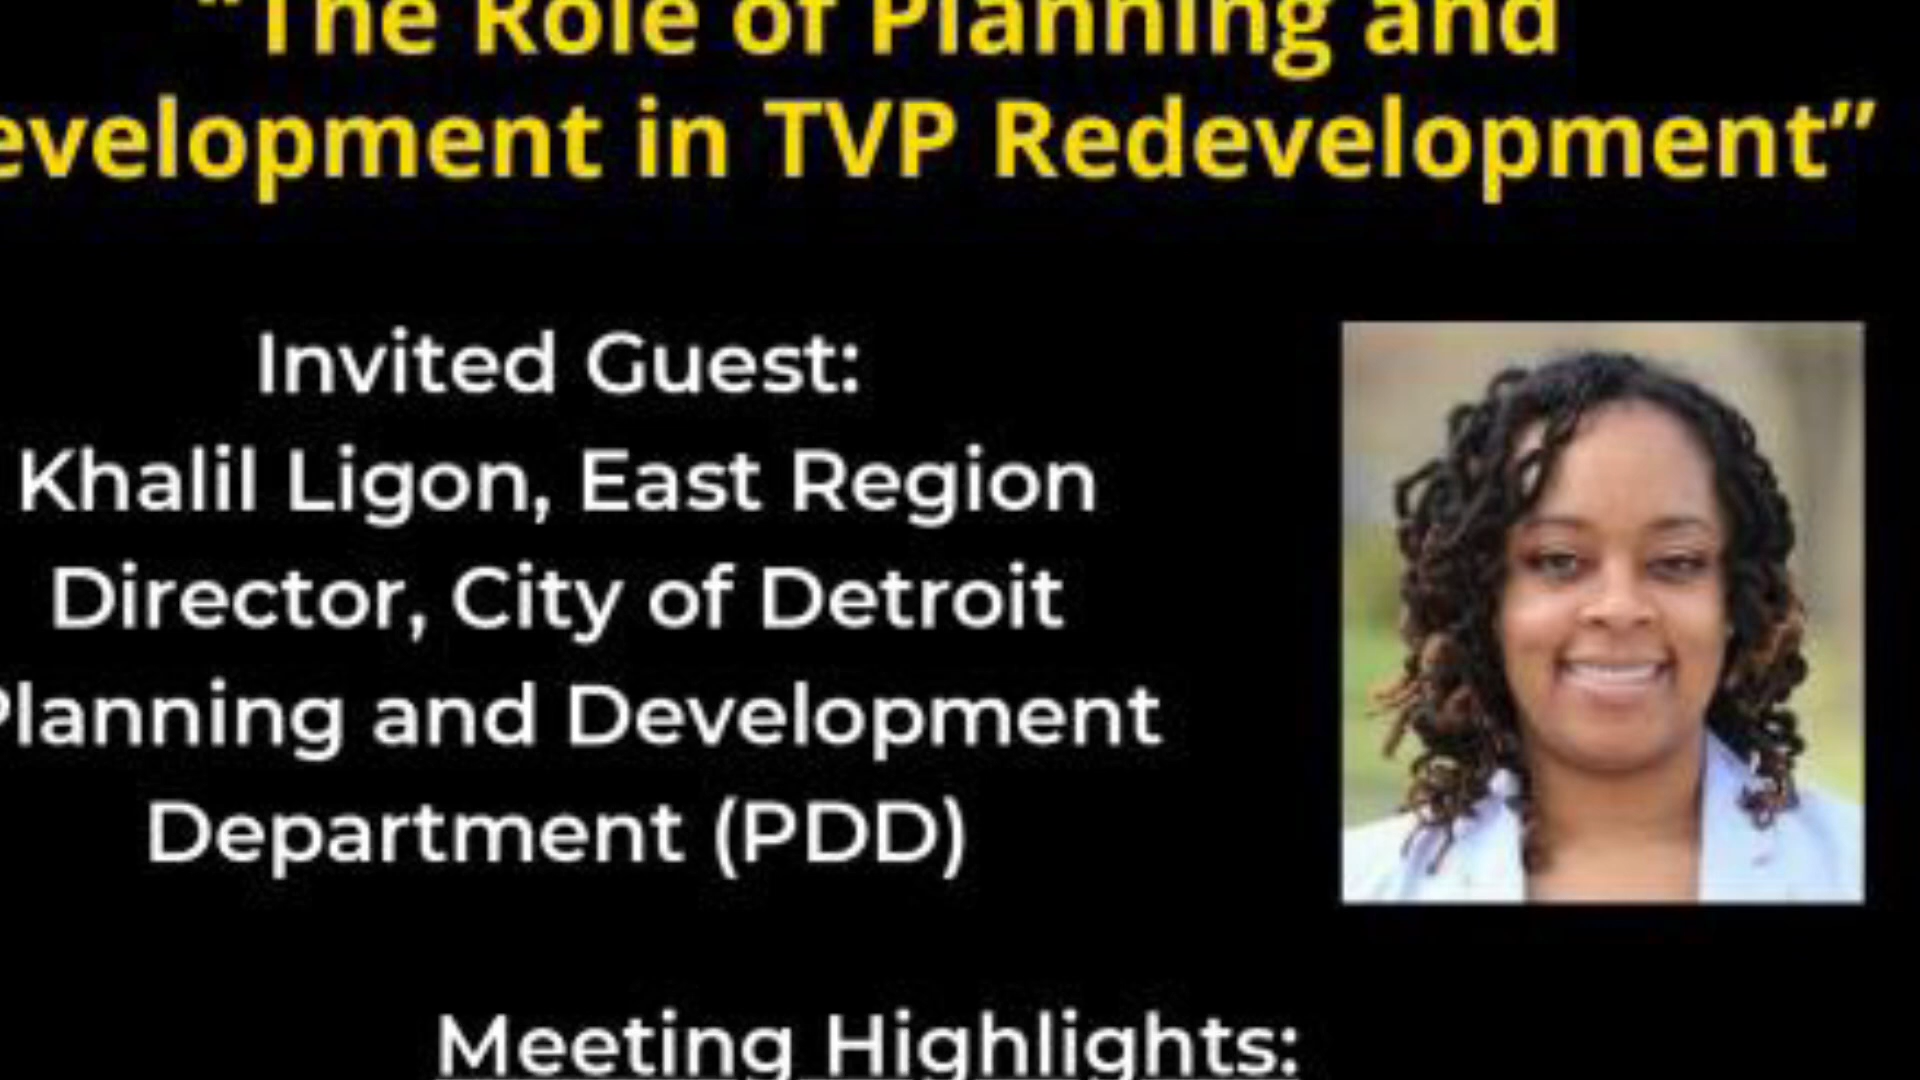 “The Role of Planning and
evelopment in TVP Redevelopment”
Invited Guest:
Khalil Ligon, East Region
Director, City of Detroit
Planning and Development
Department (PDD)
Meeting Highlights: